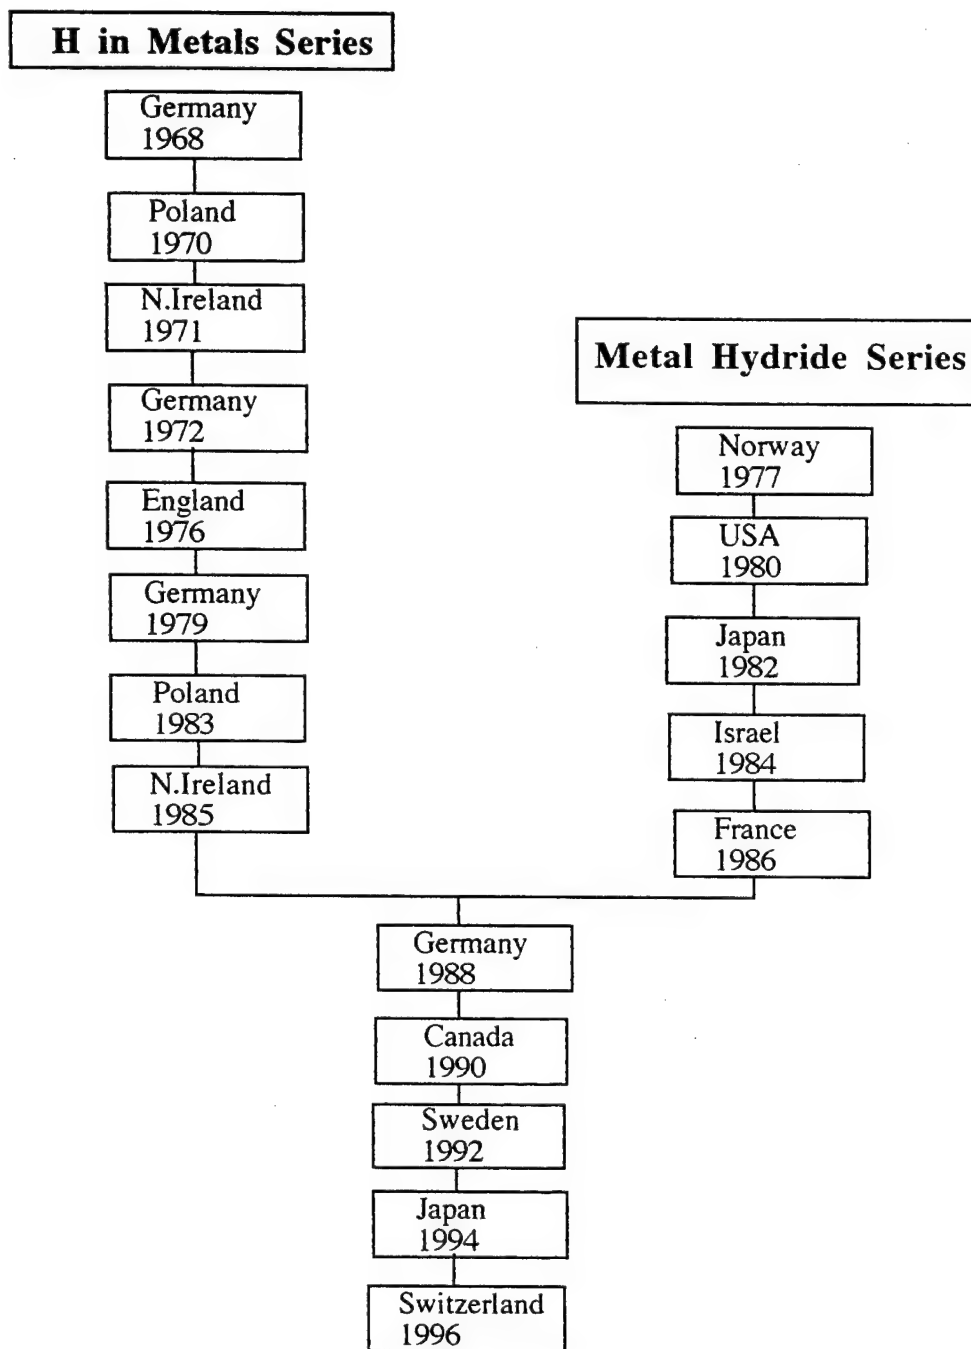 H in Metals Series
Germany
1968
Poland
1970
N.Ireland
1971
Germany
1972
England
1976
Germany
1979
Poland
1983
N.Ireland
1985
Metal Hydride Series
Norway
1977
USA
1980
Japan
1982
Israel
1984
France
1986
Germany
1988
Canada
1990
Sweden
1992
Japan
1994
Switzerland
1996